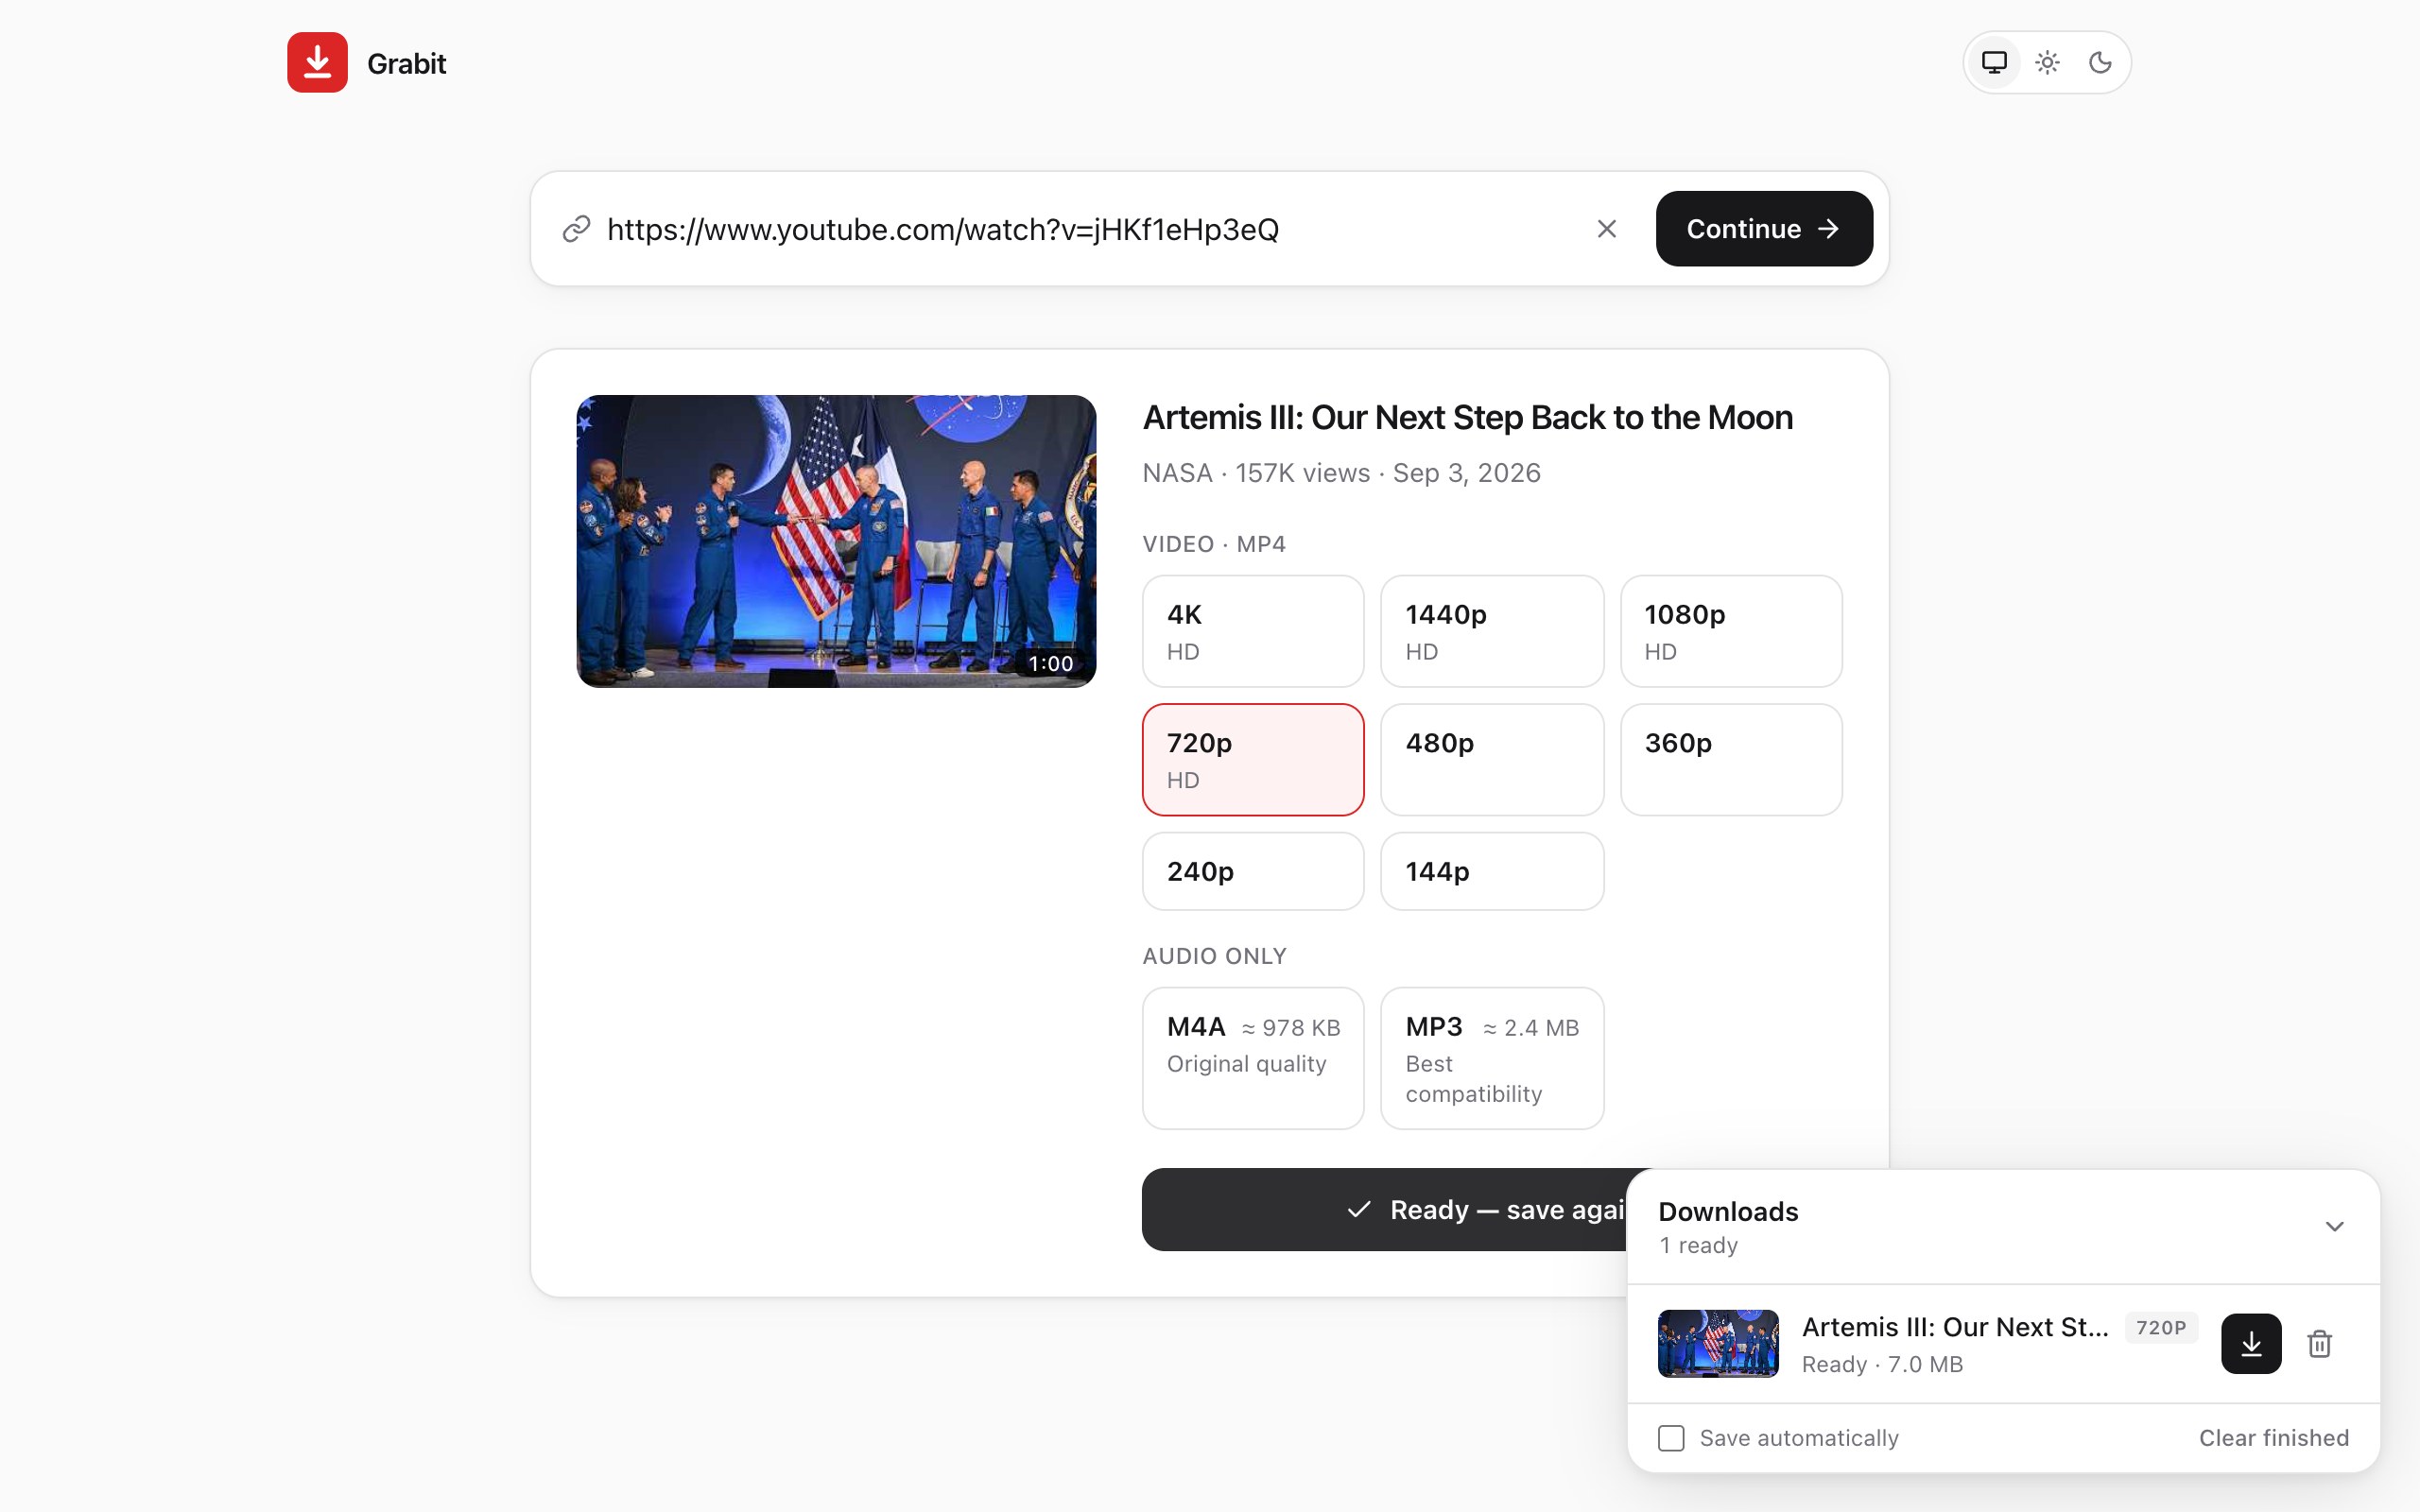 Grabit
https://www.youtube.com/watch?v=jHKf1eHp3eQ
Continue
Artemis III: Our Next Step Back to the Moon
NASA · 157K views · Sep 3, 2026
1:00
VIDEO · MP4
4K
HD
1440p
HD
1080p
HD
720p
HD
480p
360p
240p
144p
AUDIO ONLY
M4A ≈ 978 KB
Original quality
MP3 ≈ 2.4 MB
Best
compatibility
Ready — save agai
Downloads
1 ready
Artemis III: Our Next St... 720P
Ready · 7.0 MB
Save automatically
Clear finished